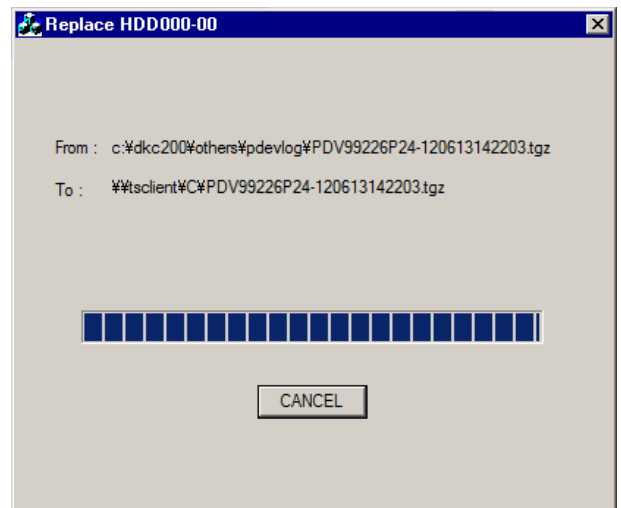 Replace HDD000-00
From : c:¥dkc200¥others¥pdevlog¥PDV99226P24-120613142203.tgz
To : ¥¥tsclient¥C¥PDV99226P24-120613142203.tgz
CANCEL